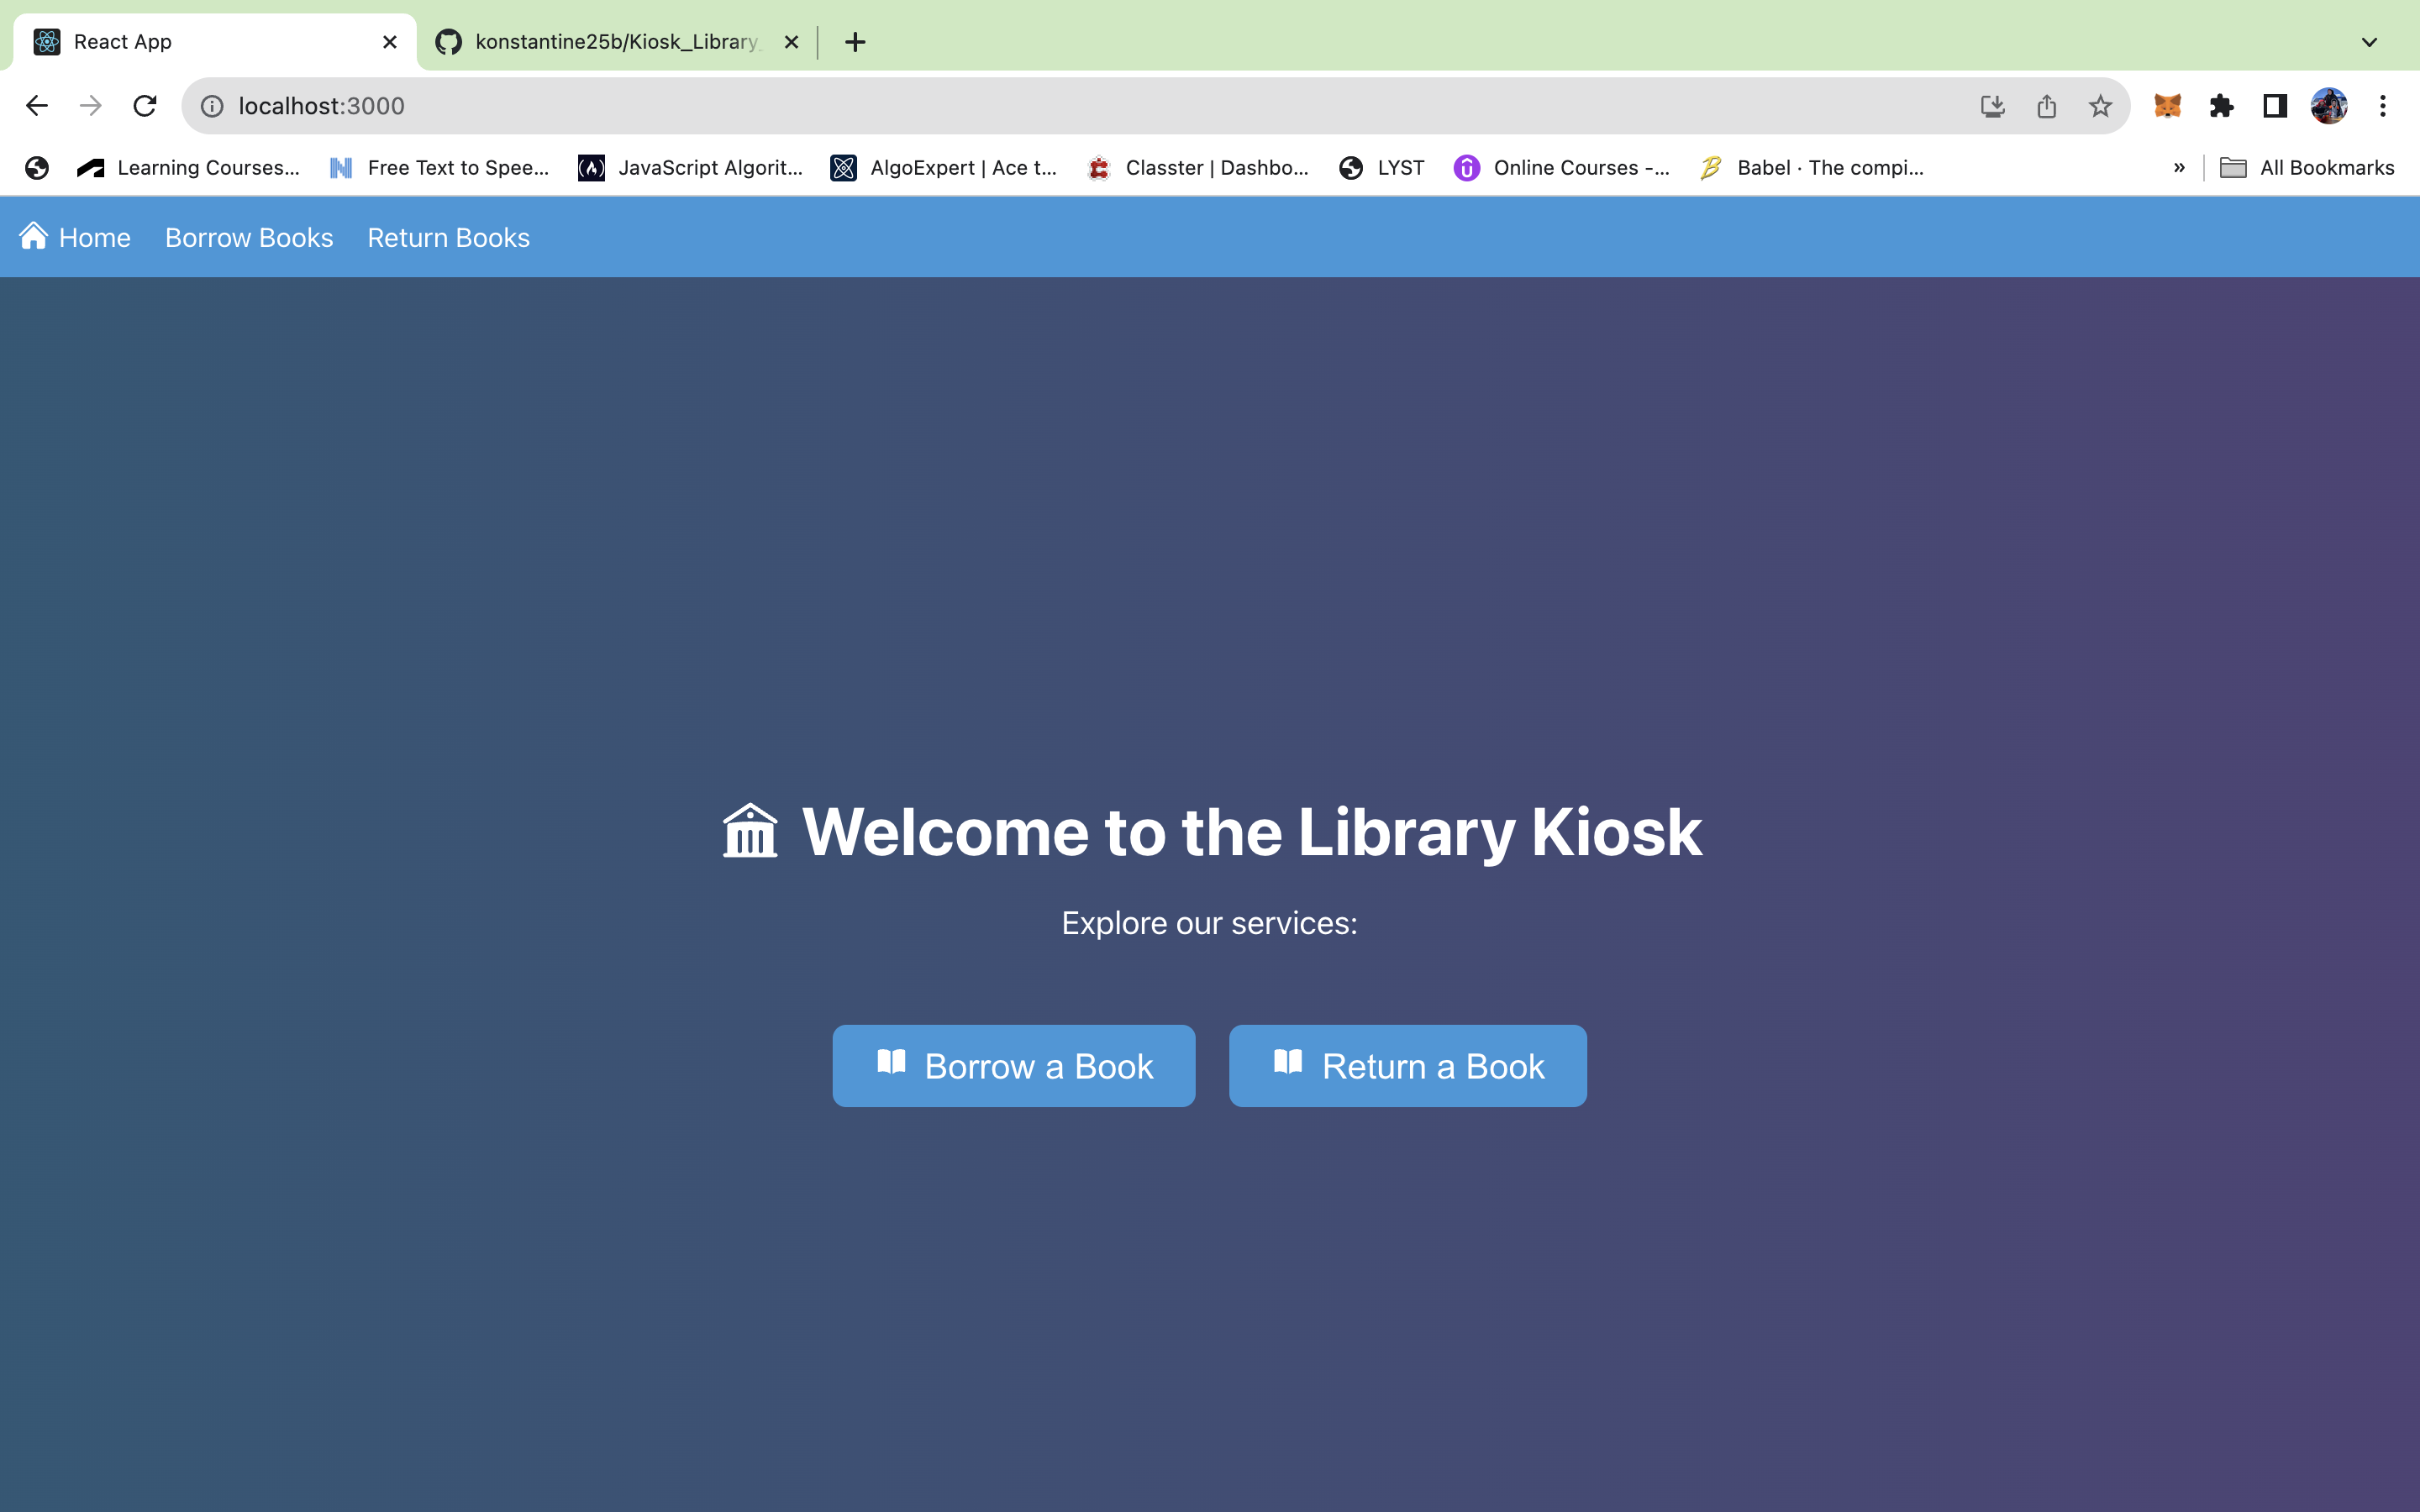 React App
konstantine25b/Kiosk_Library_
localhost:3000
Learning Courses... Free Text to Spee... JavaScript Algorit... AlgoExpert | Ace t... Classter | Dashbo... LYST Online Courses -... Babel · The compi... » All Bookmarks
Home Borrow Books Return Books
Welcome to the Library Kiosk
Explore our services:
Borrow a Book Return a Book